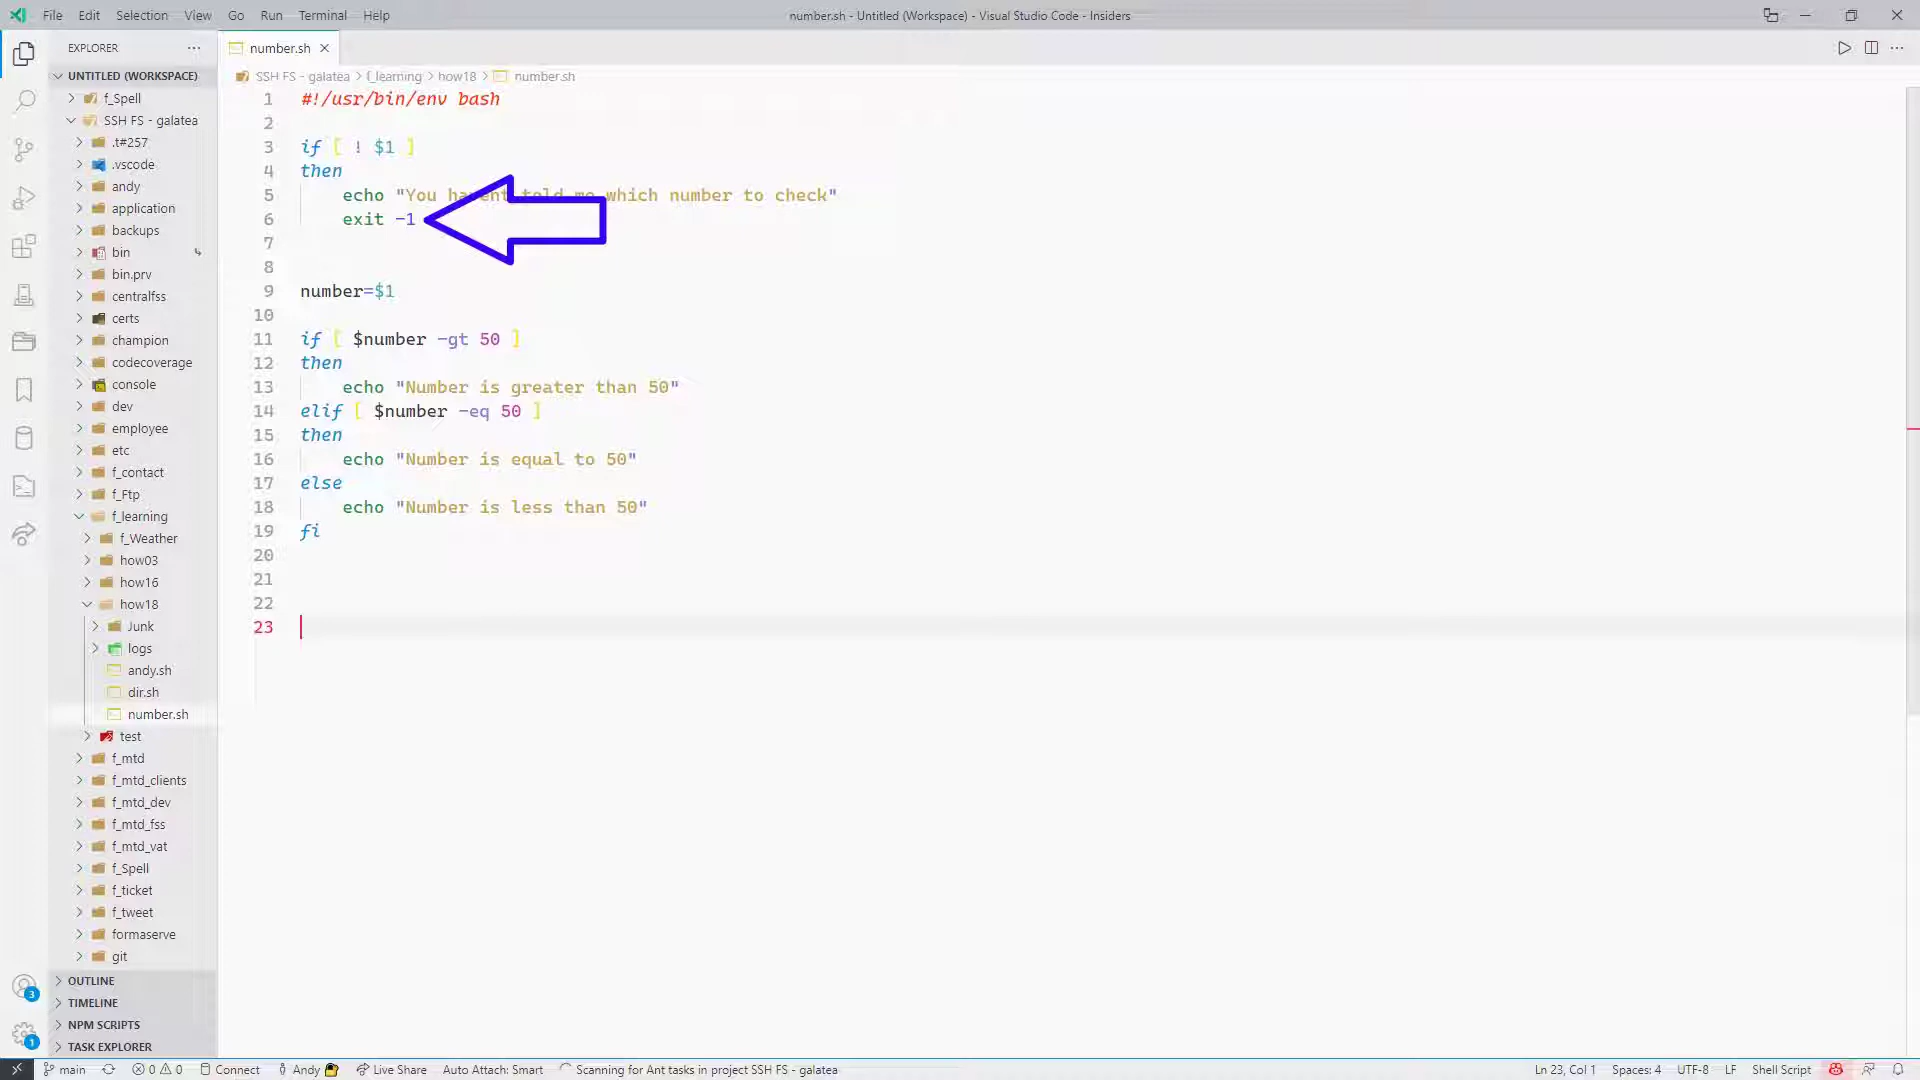 File Edit Selection View Go Run Terminal Help
number.sh - Untitled (Workspace) - Visual Studio Code - Insiders
EXPLORER
UNTITLED (WORKSPACE)
f_Spell
SSH FS - galatea
.t#257
.vscode
andy
application
backups
bin
bin.prv
centralfss
certs
champion
codecoverage
console
dev
employee
etc
f_contact
f_Ftp
f_learning
f_Weather
how03
how16
how18
Junk
logs
andy.sh
dir.sh
number.sh
test
f_mtd
f_mtd_clients
f_mtd_dev
f_mtd_fss
f_mtd_vat
f_Spell
f_ticket
f_tweet
formaserve
git
OUTLINE
TIMELINE
NPM SCRIPTS
TASK EXPLORER
3
1
number.sh
SSH FS - galatea > f_learning > how18 > number.sh
1 #!/usr/bin/env bash
2
3 if [ ! $1 ]
4 then
5 echo "You havent told me which number to check"
6 exit -1
7
8
9 number=$1
10
11 if [ $number -gt 50 ]
12 then
13 echo "Number is greater than 50"
14 elif [ $number -eq 50 ]
15 then
16 echo "Number is equal to 50"
17 else
18 echo "Number is less than 50"
19 fi
20
21
22
23
main 0 0 Connect Andy Live Share Auto Attach: Smart Scanning for Ant tasks in project SSH FS - galatea Ln 23, Col 1 Spaces: 4 UTF-8 LF Shell Script